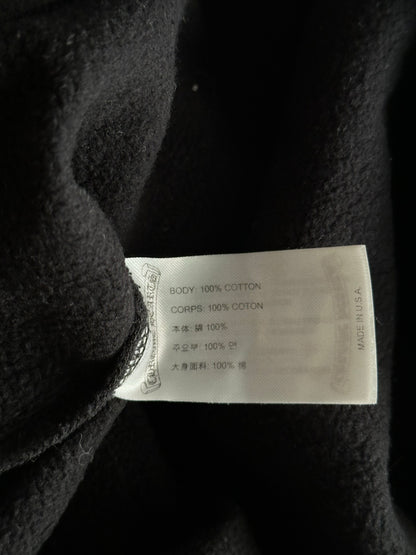 BODY: 100% COTTON
CORPS: 100% COTON
本体: 綿 100%
주요부: 100% 면
大身面料: 100% 棉
MADE IN U.S.A.